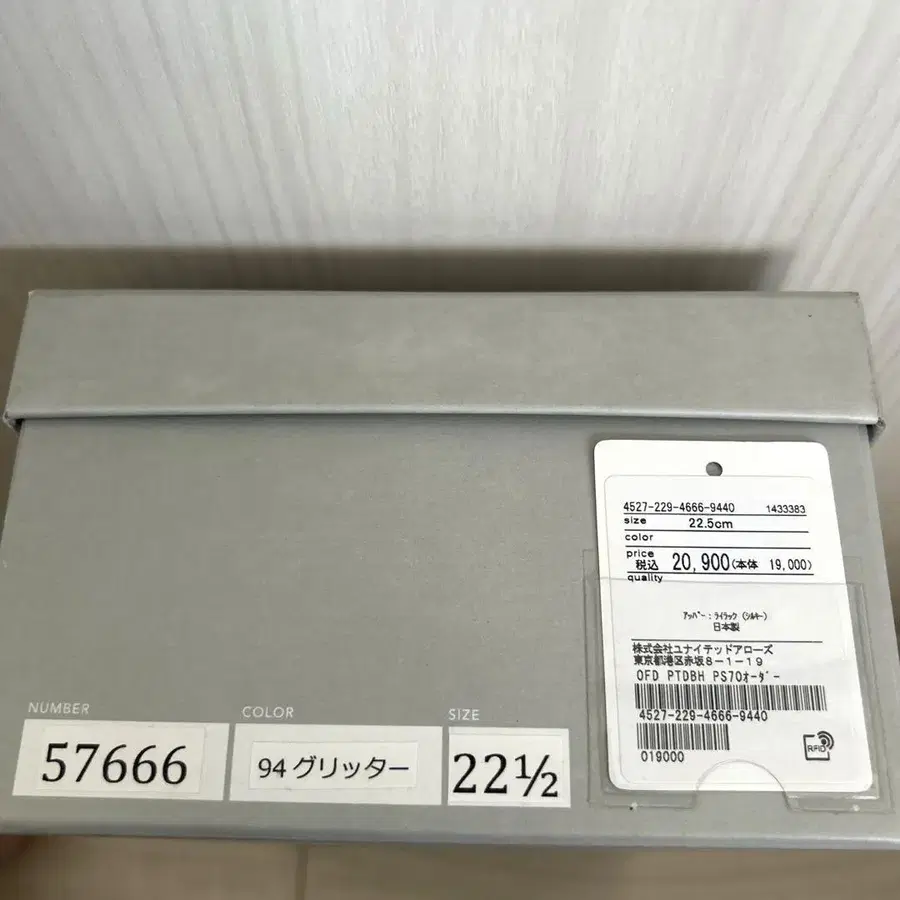 4527-229-4666-9440 1433383
size 22.5cm
color
price
税込 20,900(本体 19,000)
quality
アッパー：ライラック（シルキー）
日本製
株式会社ユナイテッドアローズ
東京都港区赤坂8-1-19
OFD PTDBH PS70オーダー
4527-229-4666-9440
019000
RFID
NUMBER COLOR SIZE
57666 94グリッター 22½